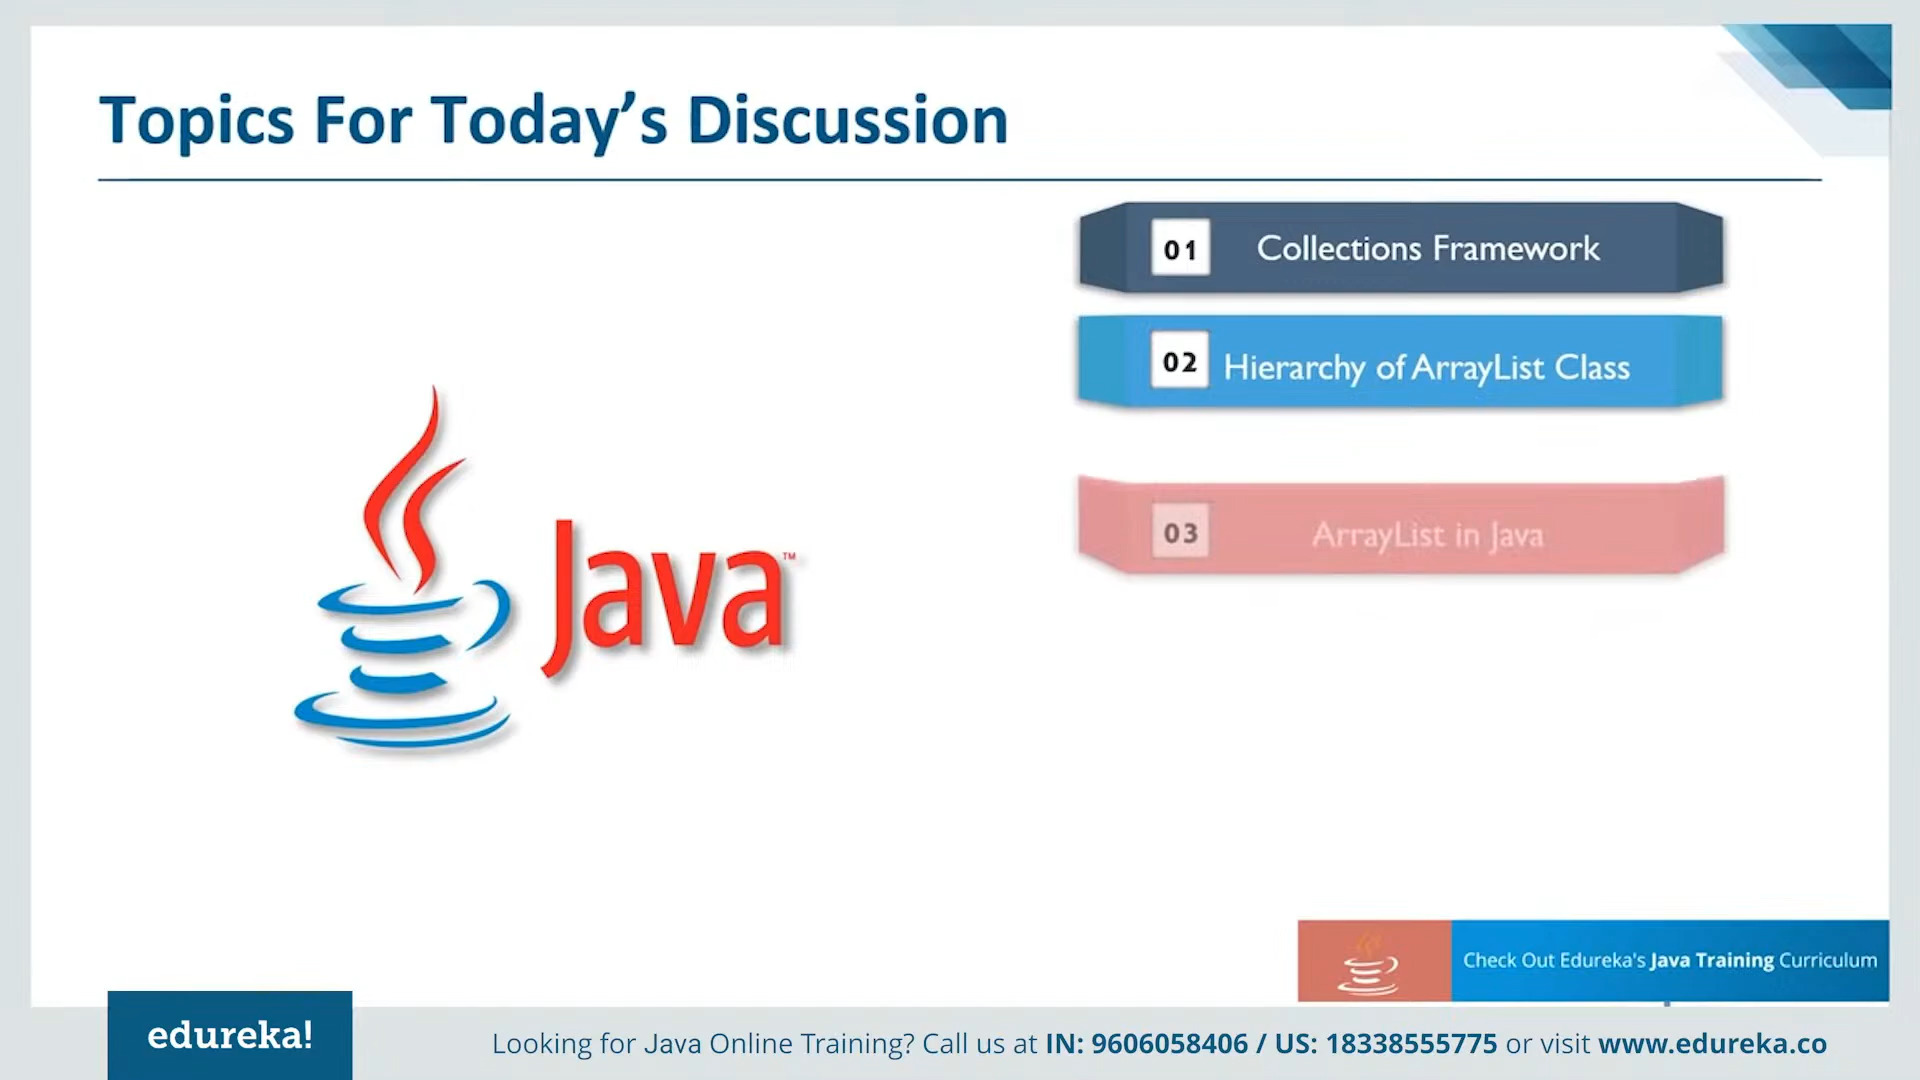 Topics For Today’s Discussion
01 Collections Framework
02 Hierarchy of ArrayList Class
03 ArrayList in Java
Java™
Check Out Edureka's Java Training Curriculum
edureka!
Looking for Java Online Training? Call us at IN: 9606058406 / US: 18338555775 or visit www.edureka.co